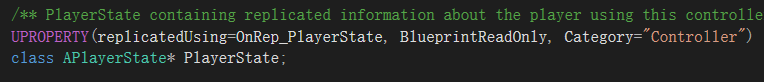 /** PlayerState containing replicated information about the player using this controlle
UPROPERTY(replicatedUsing=OnRep_PlayerState, BlueprintReadOnly, Category="Controller")
class APlayerState* PlayerState;